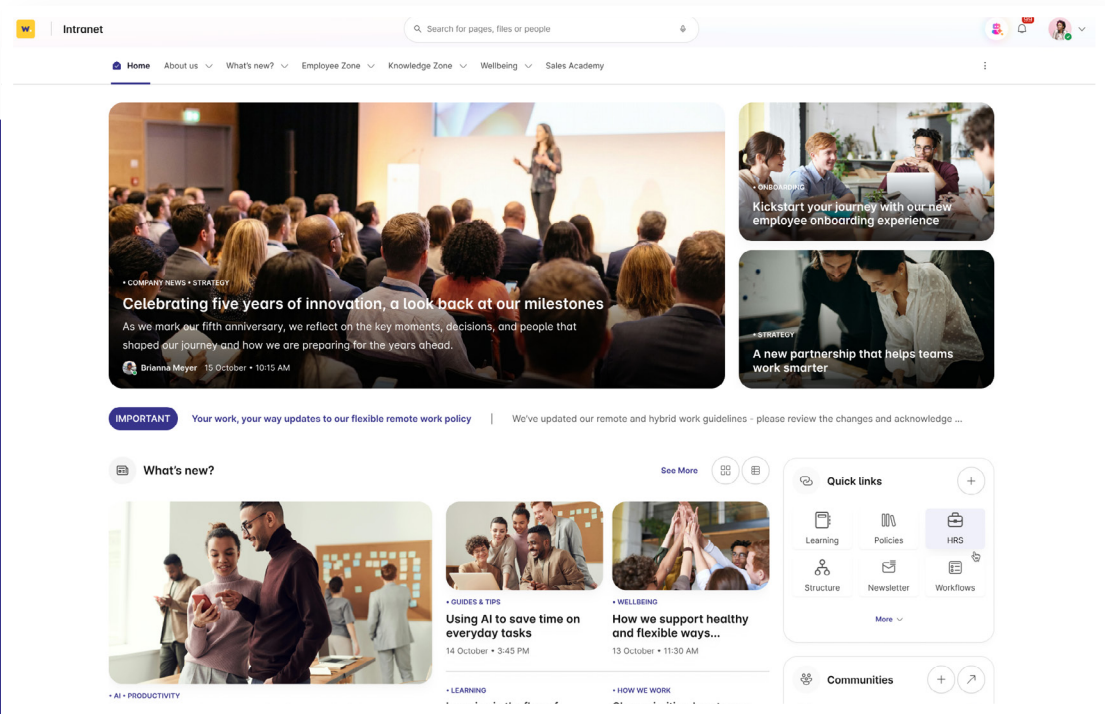 w.
Intranet
Search for pages, files or people
Home
About us
What's new?
Employee Zone
Knowledge Zone
Wellbeing
Sales Academy
• COMPANY NEWS • STRATEGY
Celebrating five years of innovation, a look back at our milestones
As we mark our fifth anniversary, we reflect on the key moments, decisions, and people that
shaped our journey and how we are preparing for the years ahead.
Brianna Meyer 15 October • 10:15 AM
• ONBOARDING
Kickstart your journey with our new
employee onboarding experience
• STRATEGY
A new partnership that helps teams
work smarter
IMPORTANT
Your work, your way updates to our flexible remote work policy
We've updated our remote and hybrid work guidelines - please review the changes and acknowledge ...
What's new?
See More
• AI • PRODUCTIVITY
• GUIDES & TIPS
Using AI to save time on
everyday tasks
14 October • 3:45 PM
• LEARNING
• WELLBEING
How we support healthy
and flexible ways...
13 October • 11:30 AM
• HOW WE WORK
Quick links
Learning
Policies
HRS
Structure
Newsletter
Workflows
More
Communities